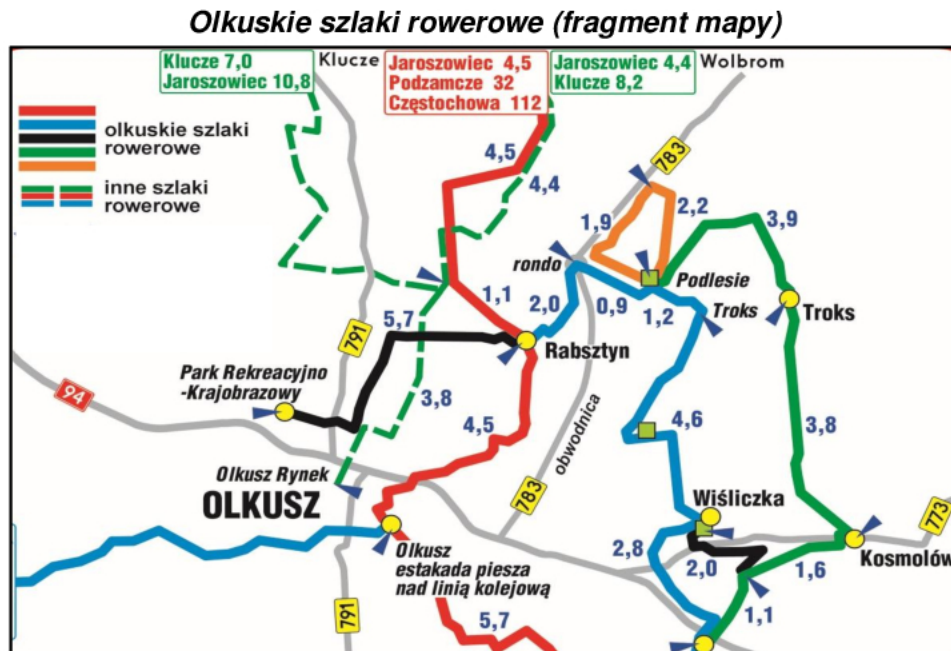 Olkuskie szlaki rowerowe (fragment mapy)
Klucze 7,0
Jaroszowiec 10,8
Klucze
Jaroszowiec 4,5
Podzamcze 32
Częstochowa 112
Jaroszowiec 4,4
Klucze 8,2
Wolbrom
olkuskie szlaki
rowerowe
inne szlaki
rowerowe
4,5
4,4
783
1,9
2,2
3,9
rondo
Podlesie
1,1
2,0
0,9
1,2
Troks
Troks
5,7
791
Rabsztyn
Park Rekreacyjno
-Krajobrazowy
94
3,8
4,5
obwodnica
4,6
3,8
Olkusz Rynek
OLKUSZ
783
Wiśliczka
773
Olkusz
estakada piesza
nad linią kolejową
2,8
2,0
1,6
Kosmolów
791
5,7
1,1